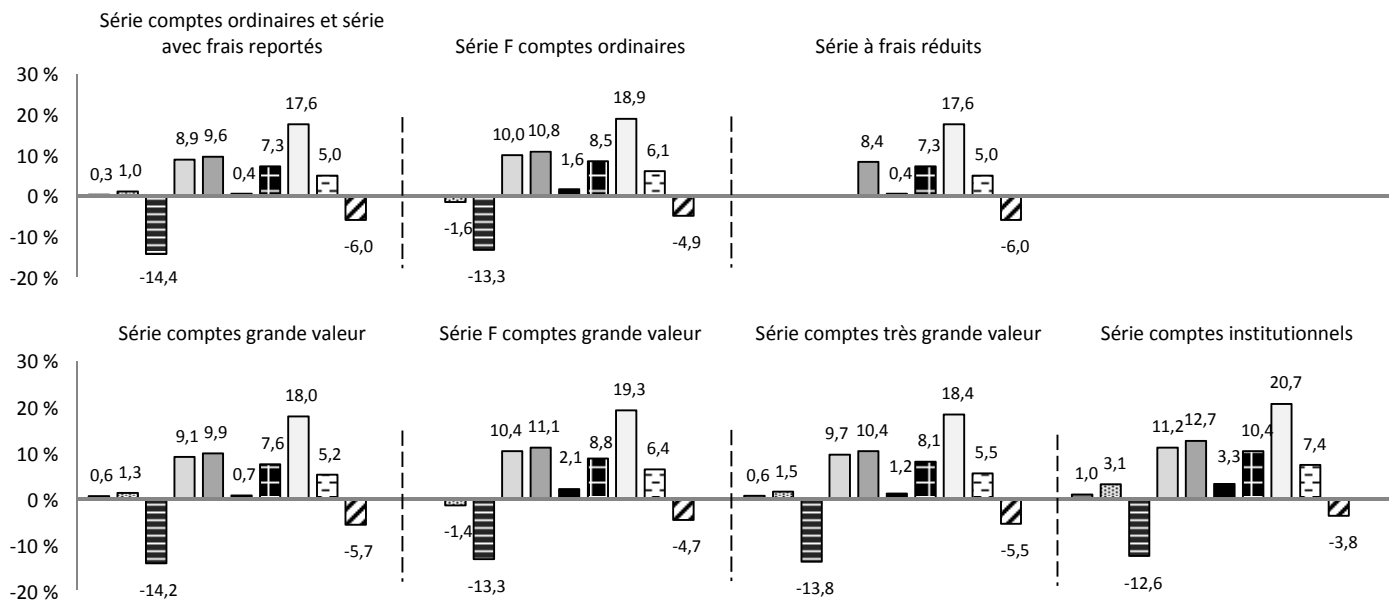 Série comptes ordinaires et série
avec frais reportés
Série F comptes ordinaires
Série à frais réduits
30 %
20 %
10 %
0 %
-10 %
-20 %
0,3 1,0 -14,4 8,9 9,6 0,4 7,3 17,6 5,0 -6,0
-1,6 -13,3 10,0 10,8 1,6 8,5 18,9 6,1 -4,9
8,4 0,4 7,3 17,6 5,0 -6,0
Série comptes grande valeur
Série F comptes grande valeur
Série comptes très grande valeur
Série comptes institutionnels
30 %
20 %
10 %
0 %
-10 %
-20 %
0,6 1,3 -14,2 9,1 9,9 0,7 7,6 18,0 5,2 -5,7
-1,4 -13,3 10,4 11,1 2,1 8,8 19,3 6,4 -4,7
0,6 1,5 -13,8 9,7 10,4 1,2 8,1 18,4 5,5 -5,5
1,0 3,1 -12,6 11,2 12,7 3,3 10,4 20,7 7,4 -3,8